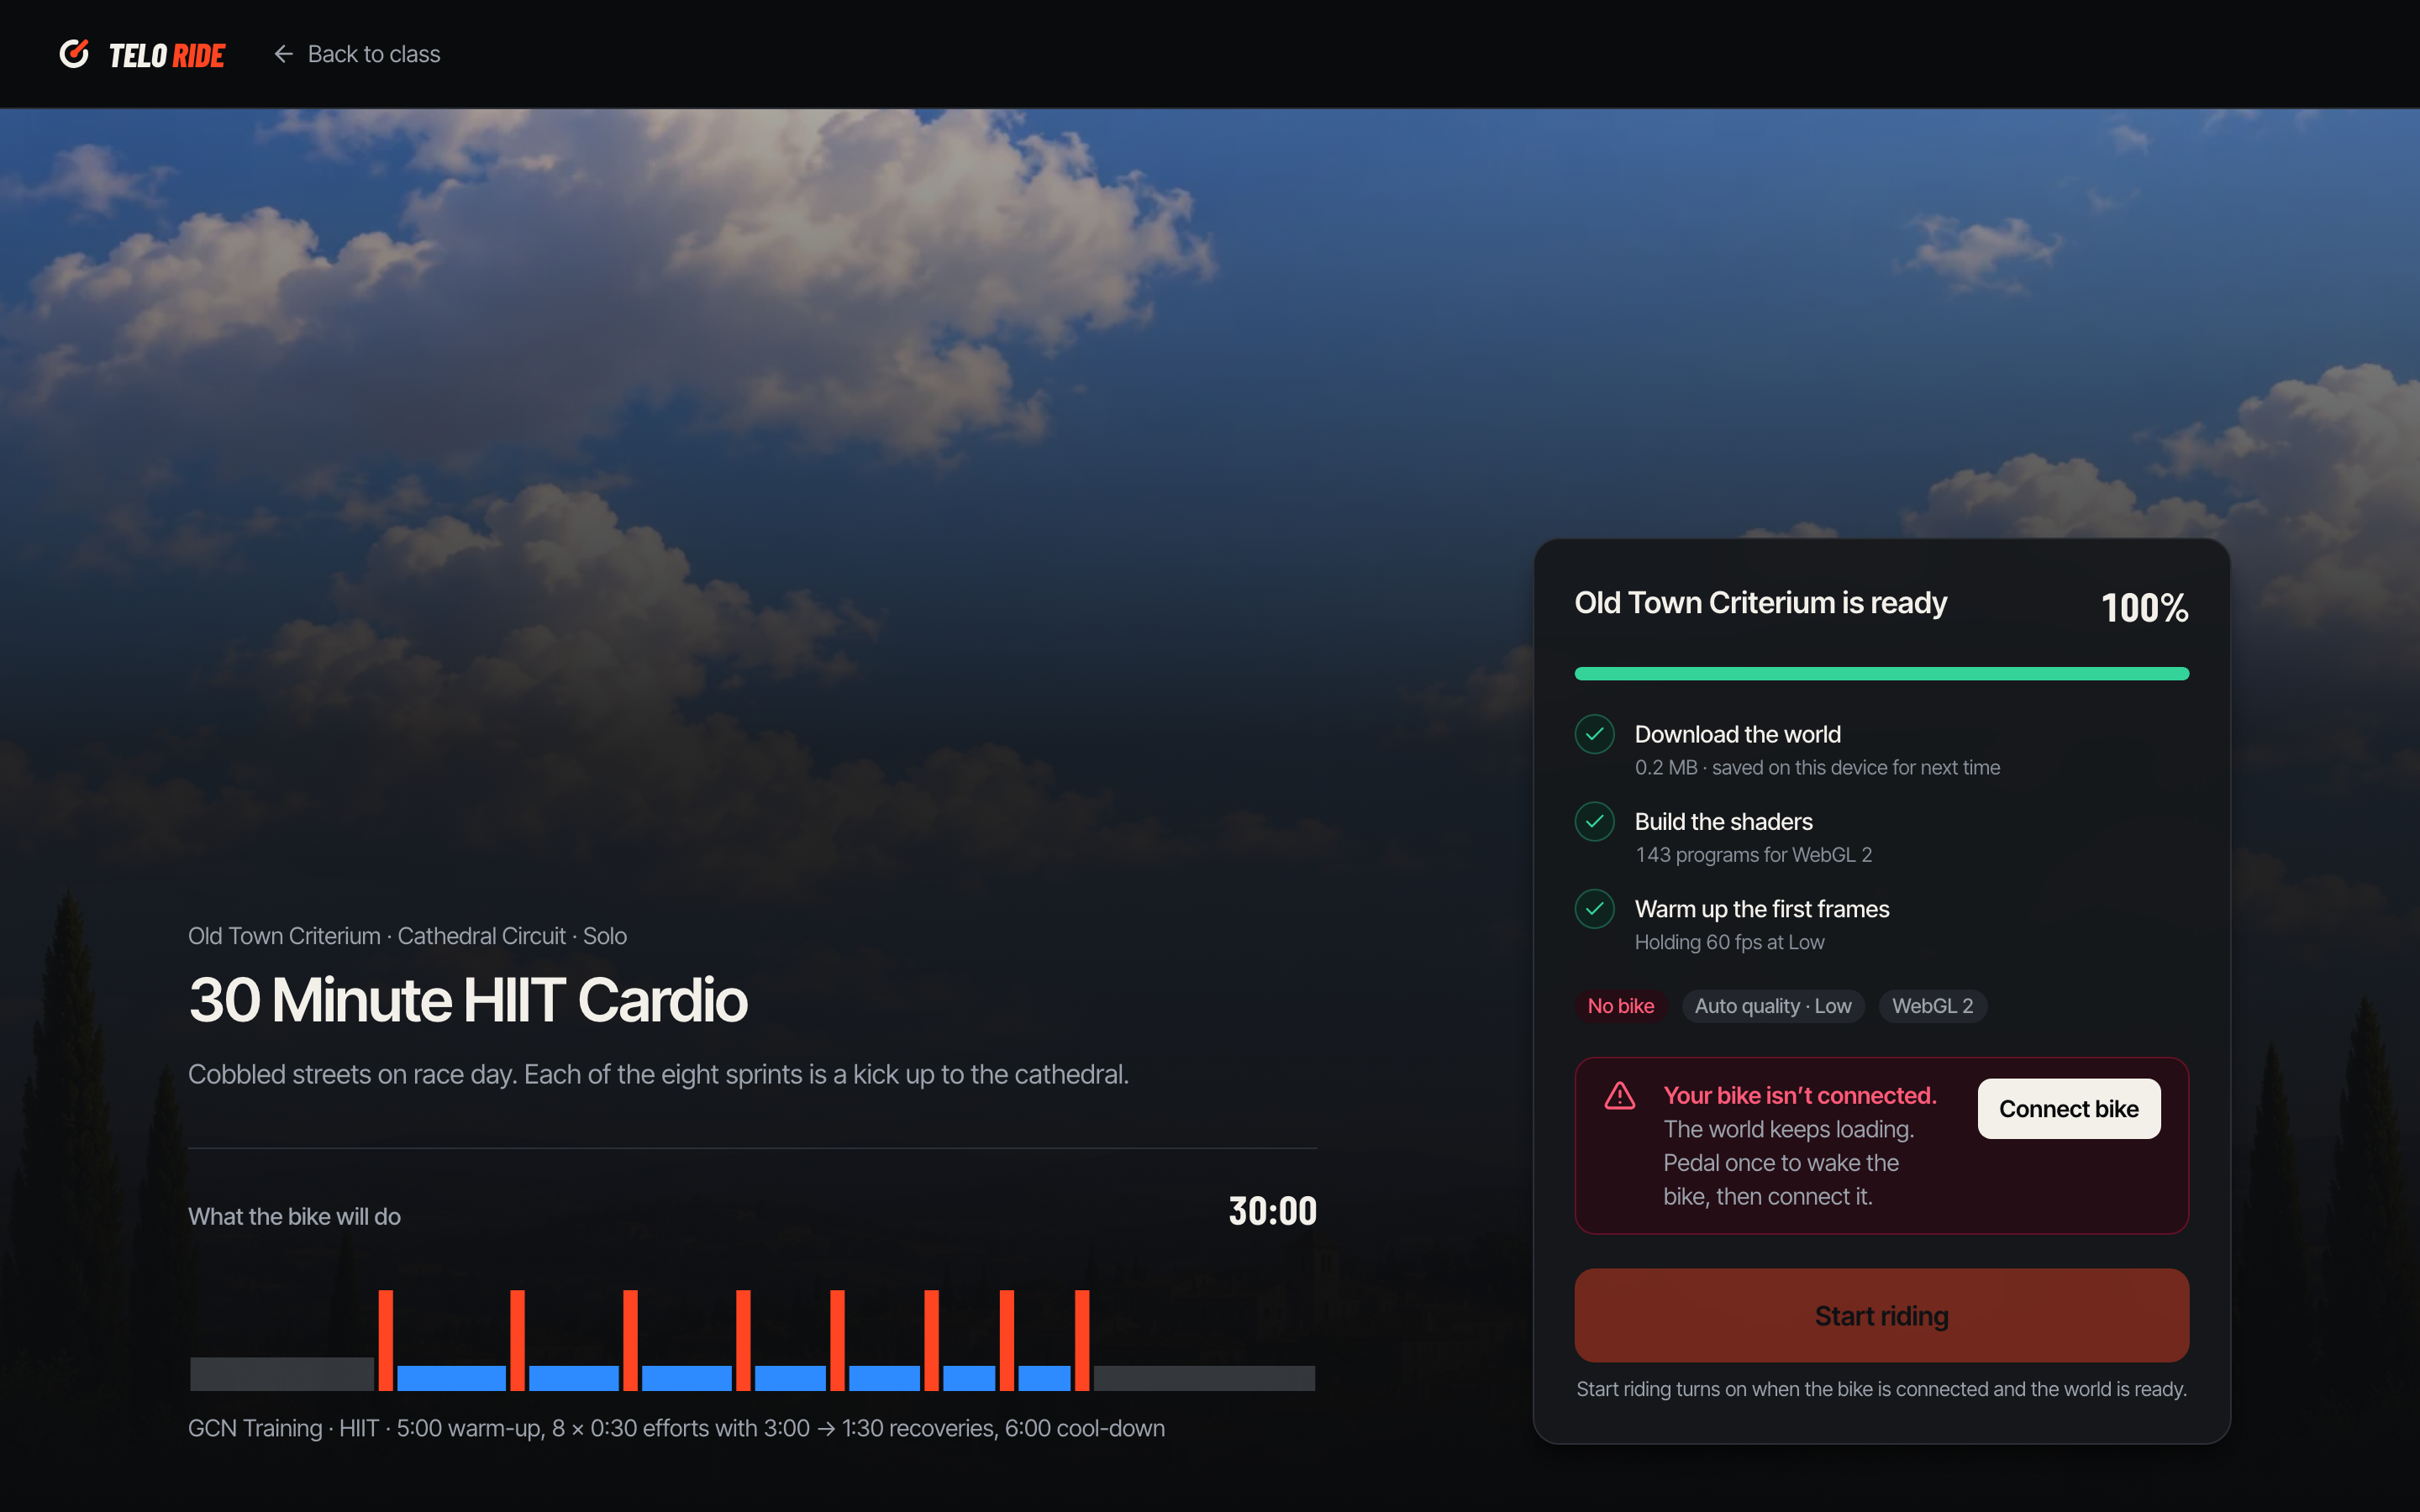 TELO RIDE
← Back to class
Old Town Criterium is ready
100%
Download the world
0.2 MB · saved on this device for next time
Build the shaders
143 programs for WebGL 2
Warm up the first frames
Holding 60 fps at Low
No bike
Auto quality · Low
WebGL 2
Your bike isn’t connected.
The world keeps loading.
Pedal once to wake the
bike, then connect it.
Connect bike
Start riding
Start riding turns on when the bike is connected and the world is ready.
Old Town Criterium · Cathedral Circuit · Solo
30 Minute HIIT Cardio
Cobbled streets on race day. Each of the eight sprints is a kick up to the cathedral.
What the bike will do
30:00
GCN Training · HIIT · 5:00 warm-up, 8 × 0:30 efforts with 3:00 → 1:30 recoveries, 6:00 cool-down